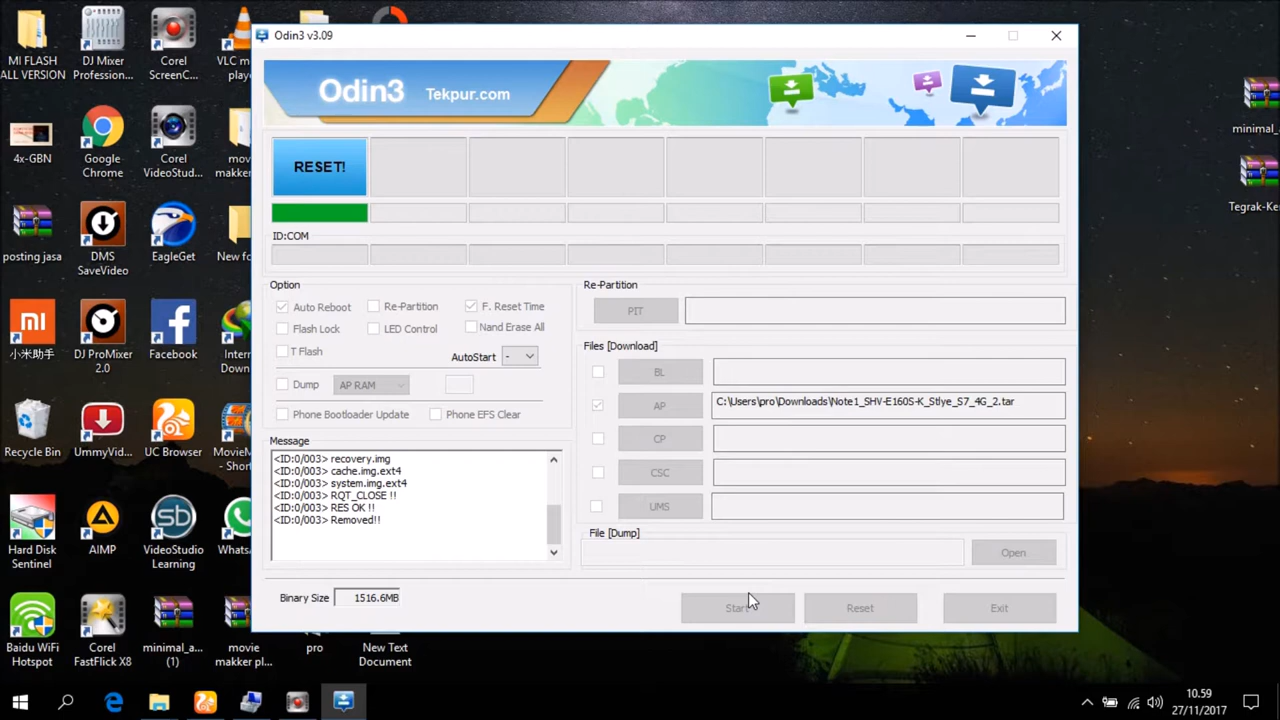 MI FLASH
ALL VERSION
DJ Mixer
Profession...
Corel
ScreenC...
VLC m
play
Odin3 v3.09
Odin3
Tekpur.com
4x-GBN
Google
Chrome
Corel
VideoStud...
mov
makker
minimal_
RESET!
ID:COM
posting jasa
DMS
SaveVideo
EagleGet
New fo
Tegrak-Ker
小米助手
DJ ProMixer
2.0
Facebook
Inter
Down
Option
Auto Reboot
Re-Partition
F. Reset Time
Flash Lock
LED Control
Nand Erase All
T Flash
AutoStart
-
Dump
AP RAM
Phone Bootloader Update
Phone EFS Clear
Re-Partition
PIT
Files [Download]
BL
AP
C:\Users\pro\Downloads\Note1_SHV-E160S-K_Stlye_S7_4G_2.tar
CP
CSC
UMS
File [Dump]
Open
Message
<ID:0/003> recovery.img
<ID:0/003> cache.img.ext4
<ID:0/003> system.img.ext4
<ID:0/003> RQT_CLOSE !!
<ID:0/003> RES OK !!
<ID:0/003> Removed!!
Binary Size
1516.6MB
Start
Reset
Exit
Recycle Bin
UmmyVid...
UC Browser
MovieM
- Shor
Hard Disk
Sentinel
AIMP
VideoStudio
Learning
Whats
Baidu WiFi
Hotspot
Corel
FastFlick X8
minimal_a...
(1)
movie
makker pl...
pro
New Text
Document
10.59
27/11/2017